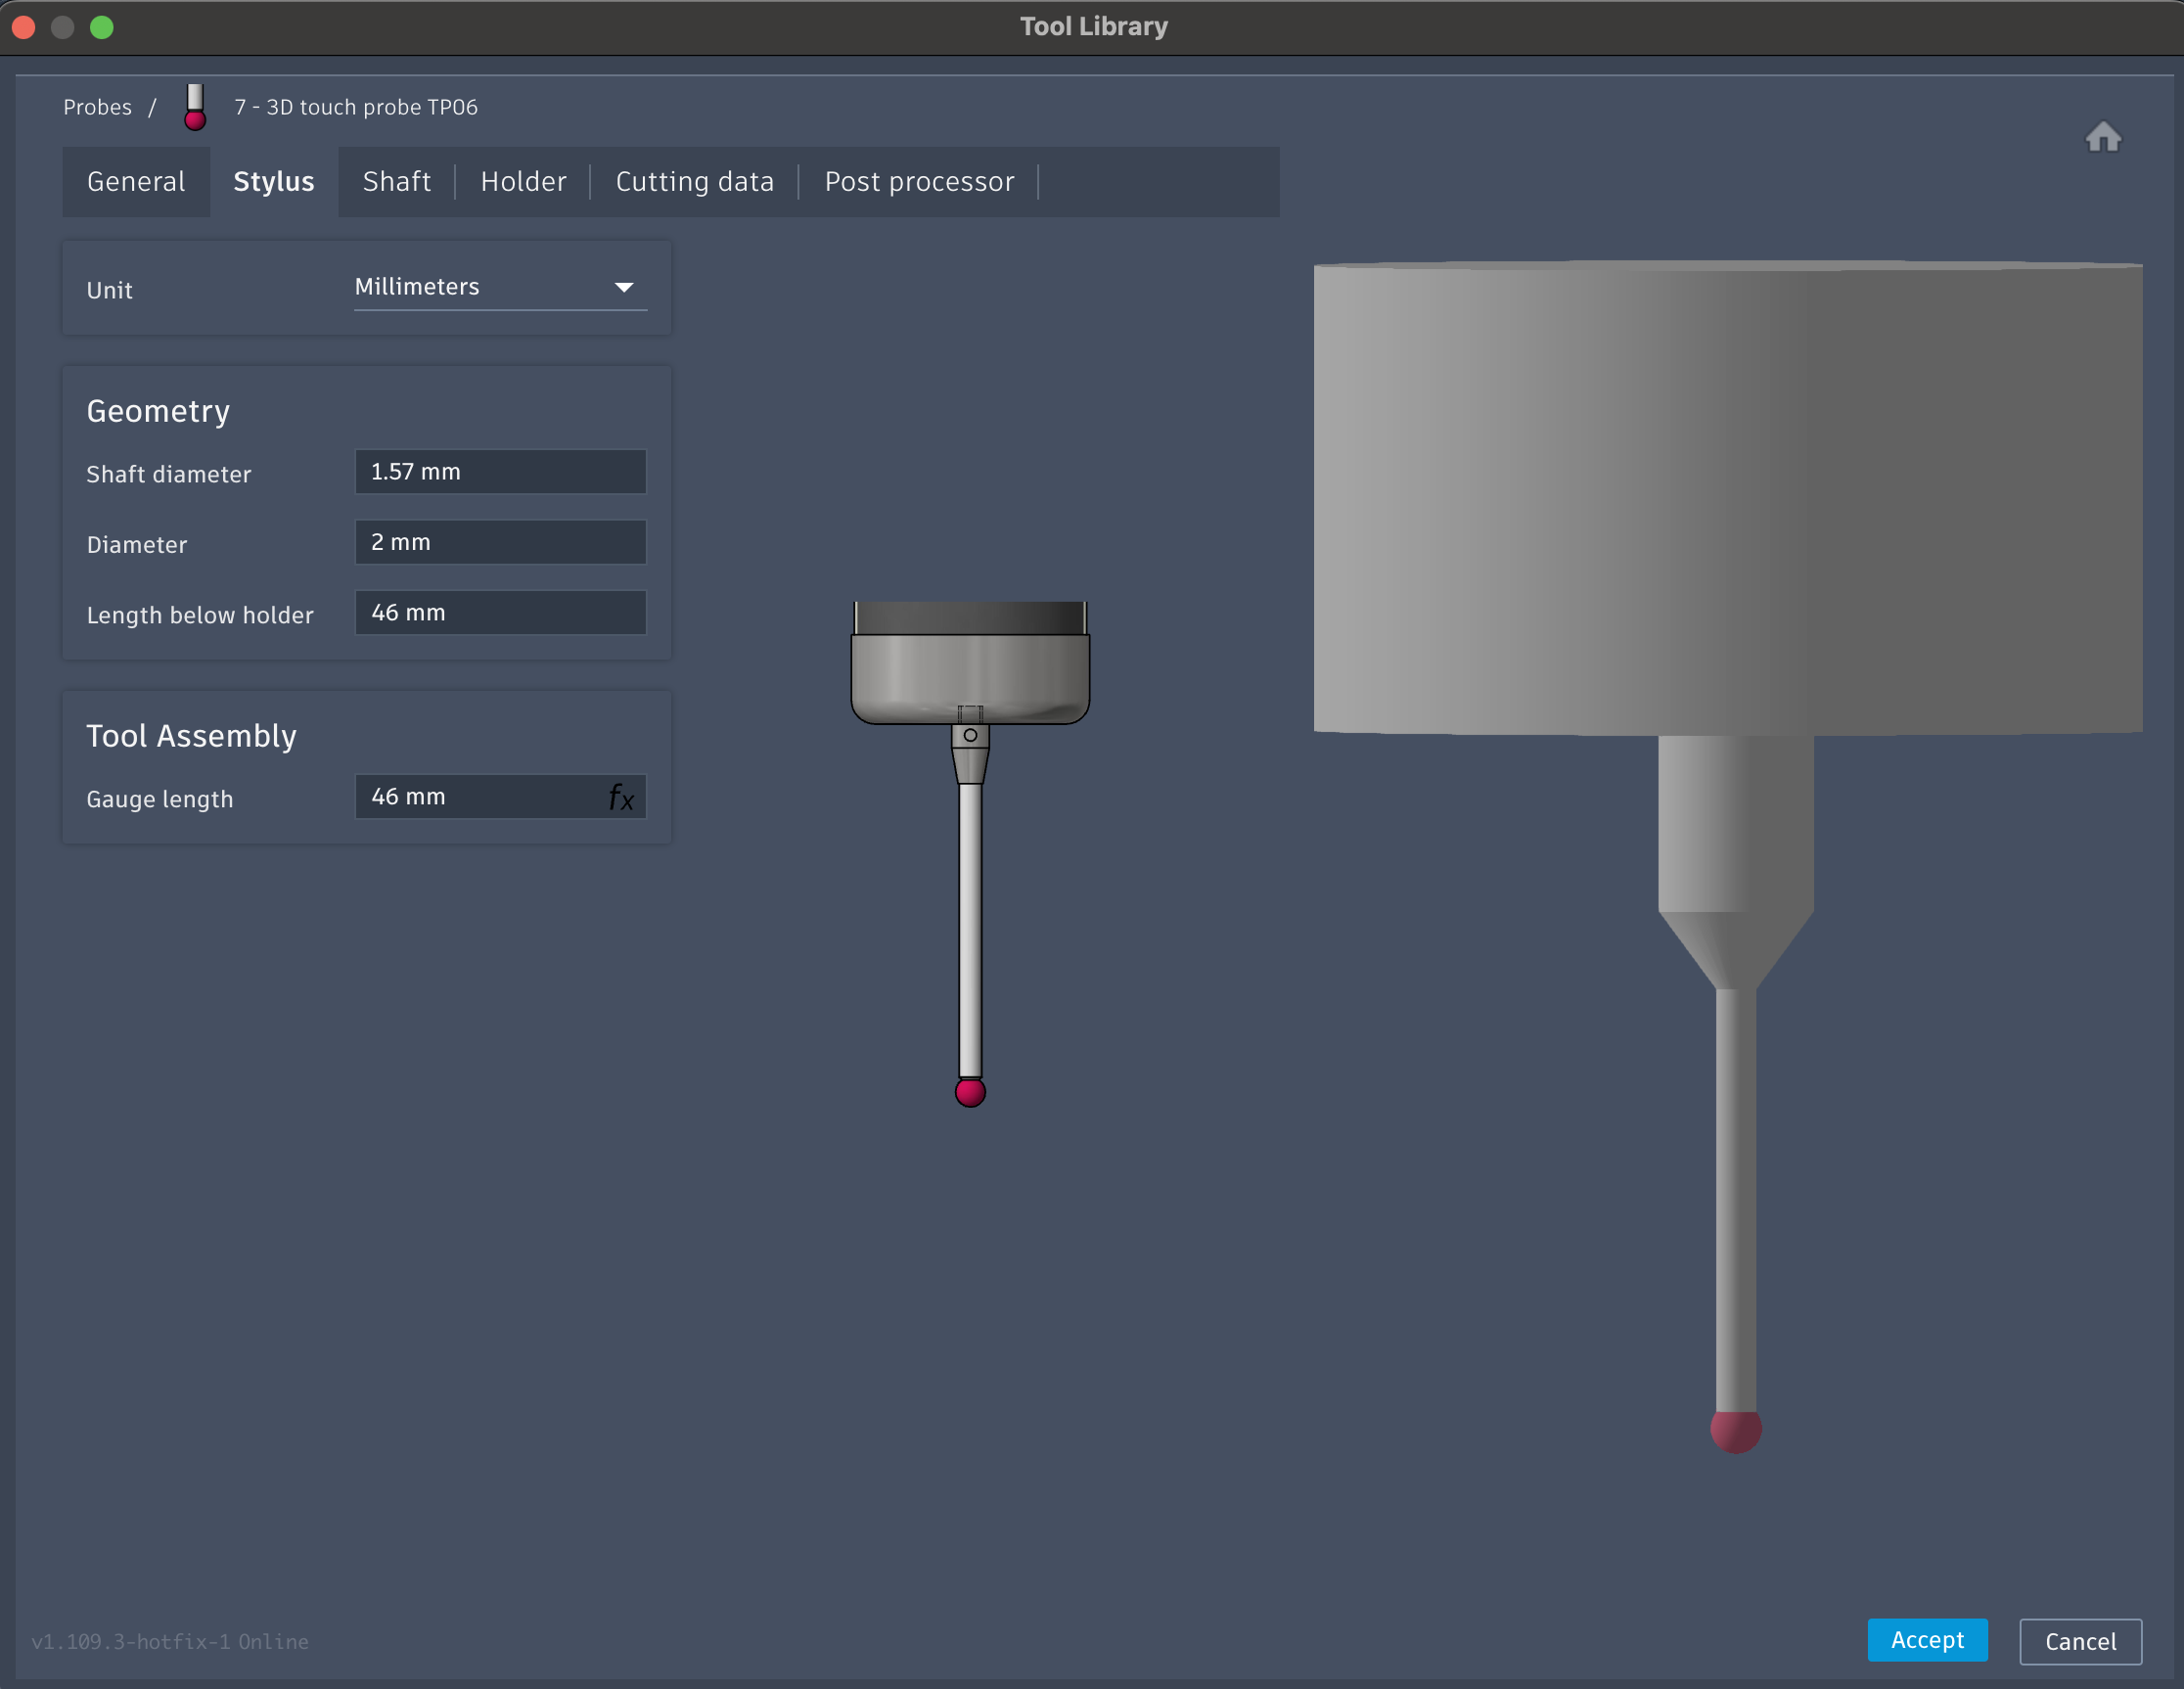 Tool Library
Probes / 7 - 3D touch probe TP06
General Stylus Shaft Holder Cutting data Post processor
Unit Millimeters
Geometry
Shaft diameter 1.57 mm
Diameter 2 mm
Length below holder 46 mm
Tool Assembly
Gauge length 46 mm fx
v1.109.3-hotfix-1 Online
Accept Cancel